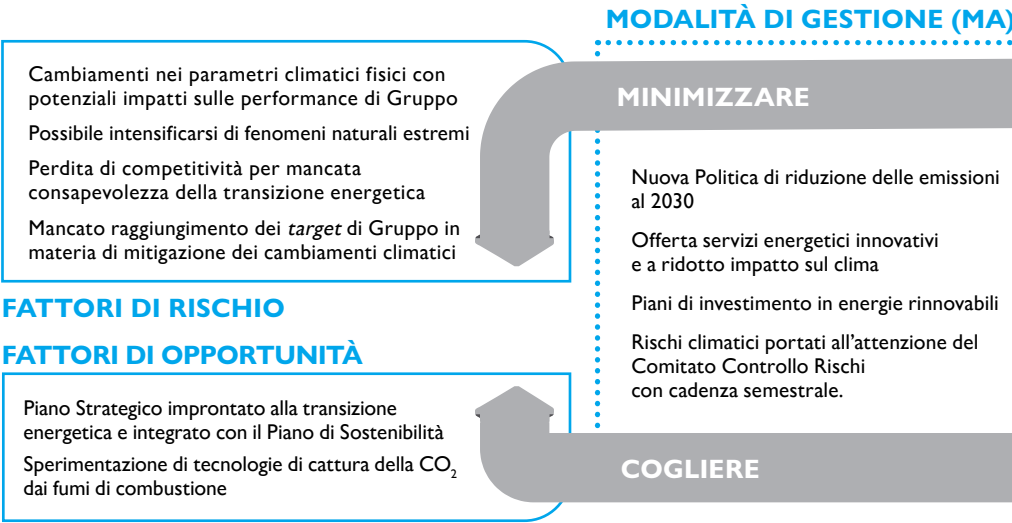 MODALITÀ DI GESTIONE (MA)
Cambiamenti nei parametri climatici fisici con
potenziali impatti sulle performance di Gruppo
Possibile intensificarsi di fenomeni naturali estremi
Perdita di competitività per mancata
consapevolezza della transizione energetica
Mancato raggiungimento dei target di Gruppo in
materia di mitigazione dei cambiamenti climatici
FATTORI DI RISCHIO
FATTORI DI OPPORTUNITÀ
Piano Strategico improntato alla transizione
energetica e integrato con il Piano di Sostenibilità
Sperimentazione di tecnologie di cattura della CO₂
dai fumi di combustione
MINIMIZZARE
Nuova Politica di riduzione delle emissioni
al 2030
Offerta servizi energetici innovativi
e a ridotto impatto sul clima
Piani di investimento in energie rinnovabili
Rischi climatici portati all’attenzione del
Comitato Controllo Rischi
con cadenza semestrale.
COGLIERE